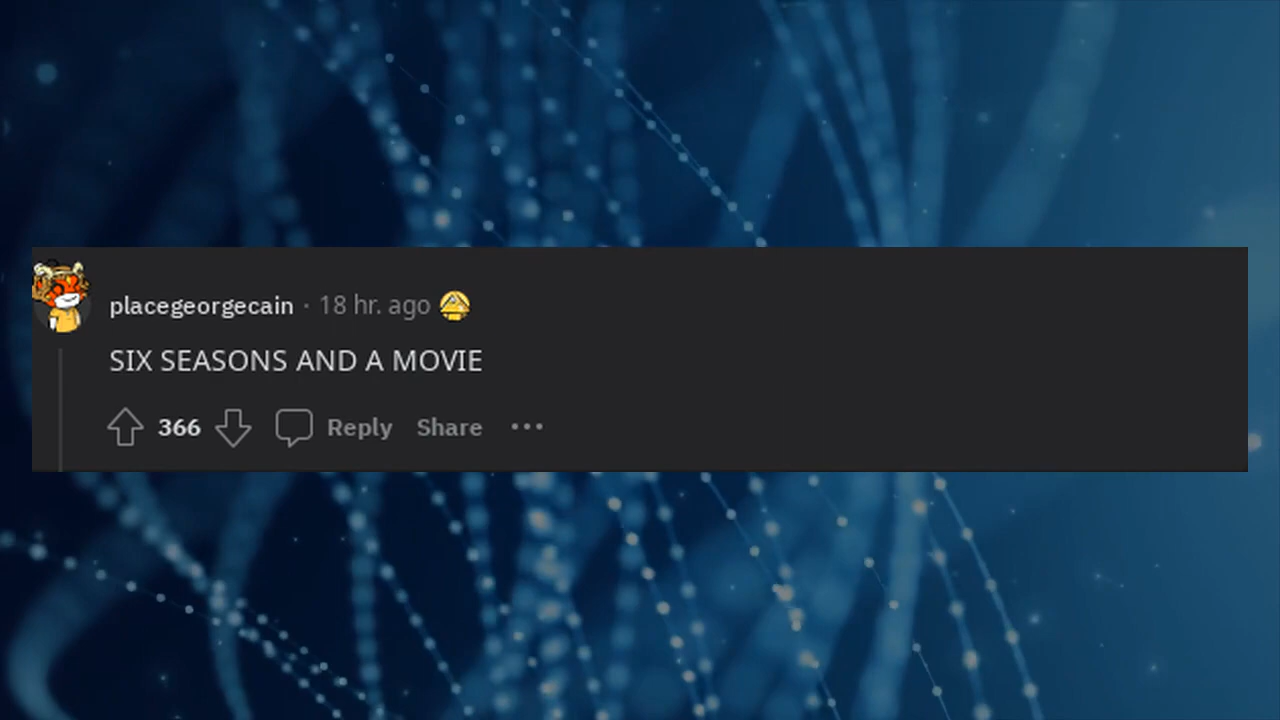 placegeorgecain · 18 hr. ago
SIX SEASONS AND A MOVIE
366 Reply Share